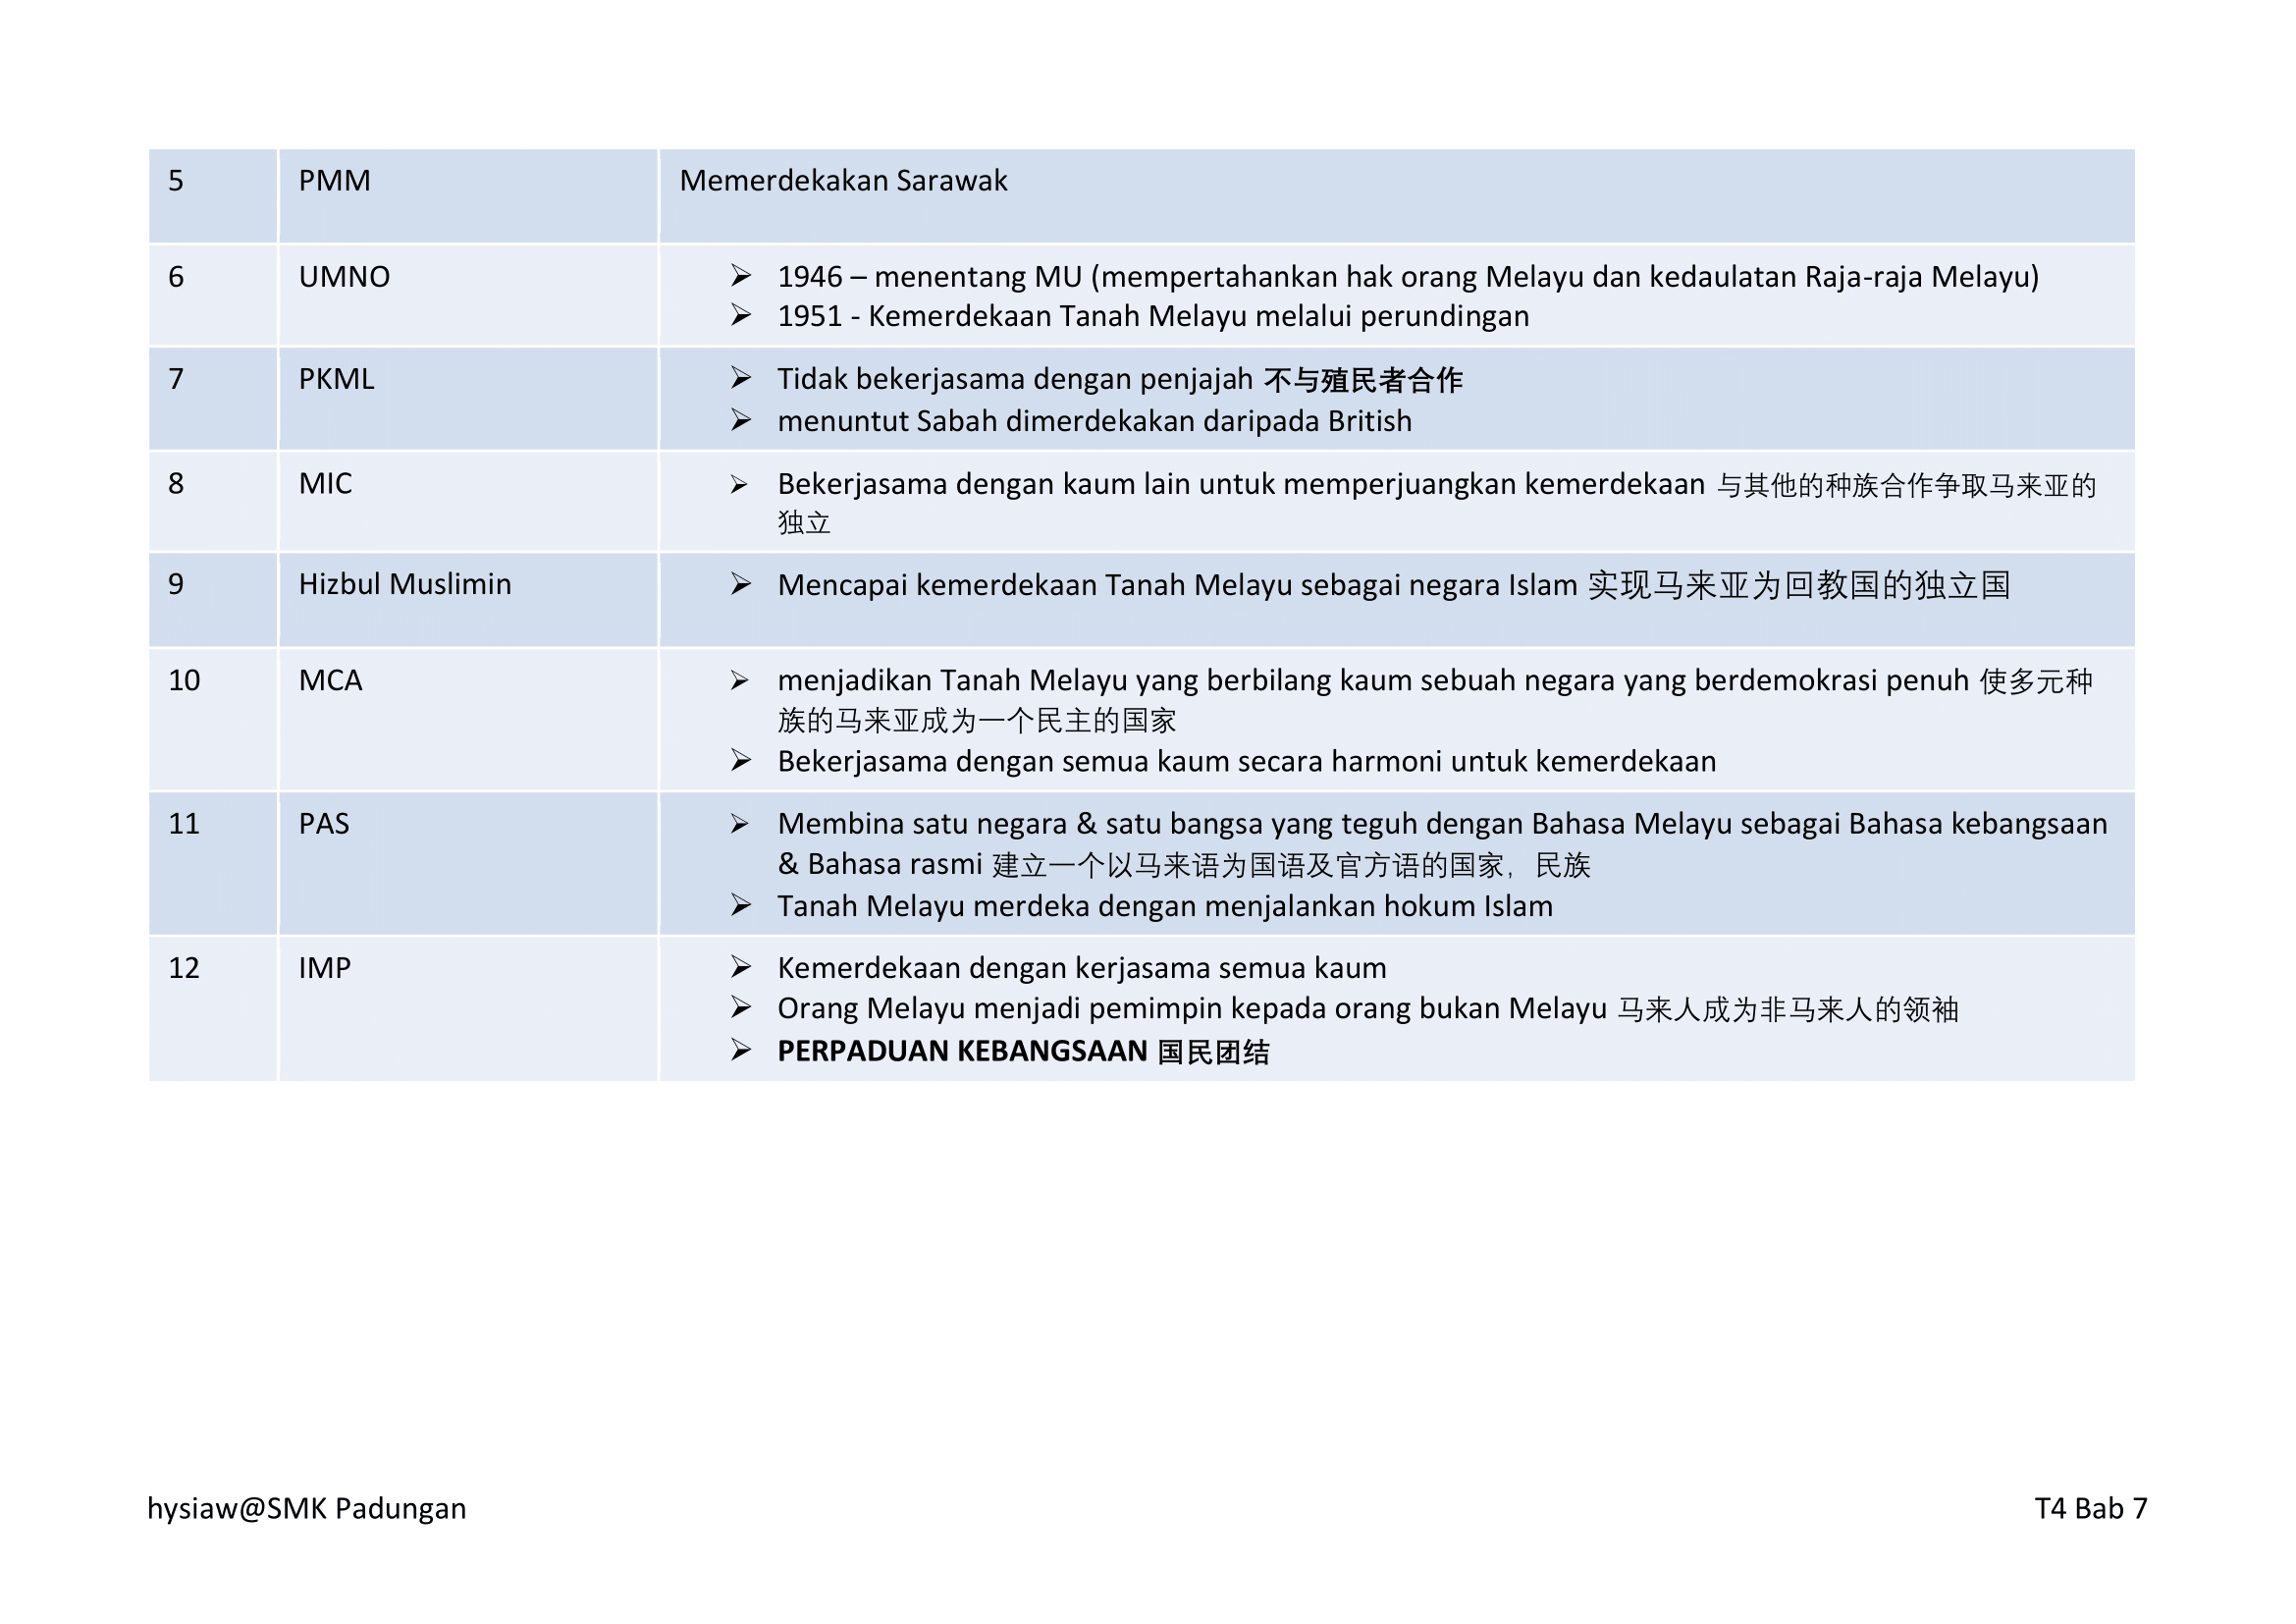 5 PMM Memerdekakan Sarawak
6 UMNO ➢ 1946 – menentang MU (mempertahankan hak orang Melayu dan kedaulatan Raja-raja Melayu)
➢ 1951 - Kemerdekaan Tanah Melayu melalui perundingan
7 PKML ➢ Tidak bekerjasama dengan penjajah 不与殖民者合作
➢ menuntut Sabah dimerdekakan daripada British
8 MIC ➢ Bekerjasama dengan kaum lain untuk memperjuangkan kemerdekaan 与其他的种族合作争取马来亚的
独立
9 Hizbul Muslimin ➢ Mencapai kemerdekaan Tanah Melayu sebagai negara Islam 实现马来亚为回教国的独立国
10 MCA ➢ menjadikan Tanah Melayu yang berbilang kaum sebuah negara yang berdemokrasi penuh 使多元种
族的马来亚成为一个民主的国家
➢ Bekerjasama dengan semua kaum secara harmoni untuk kemerdekaan
11 PAS ➢ Membina satu negara & satu bangsa yang teguh dengan Bahasa Melayu sebagai Bahasa kebangsaan
& Bahasa rasmi 建立一个以马来语为国语及官方语的国家，民族
➢ Tanah Melayu merdeka dengan menjalankan hokum Islam
12 IMP ➢ Kemerdekaan dengan kerjasama semua kaum
➢ Orang Melayu menjadi pemimpin kepada orang bukan Melayu 马来人成为非马来人的领袖
➢ PERPADUAN KEBANGSAAN 国民团结
hysiaw@SMK Padungan T4 Bab 7